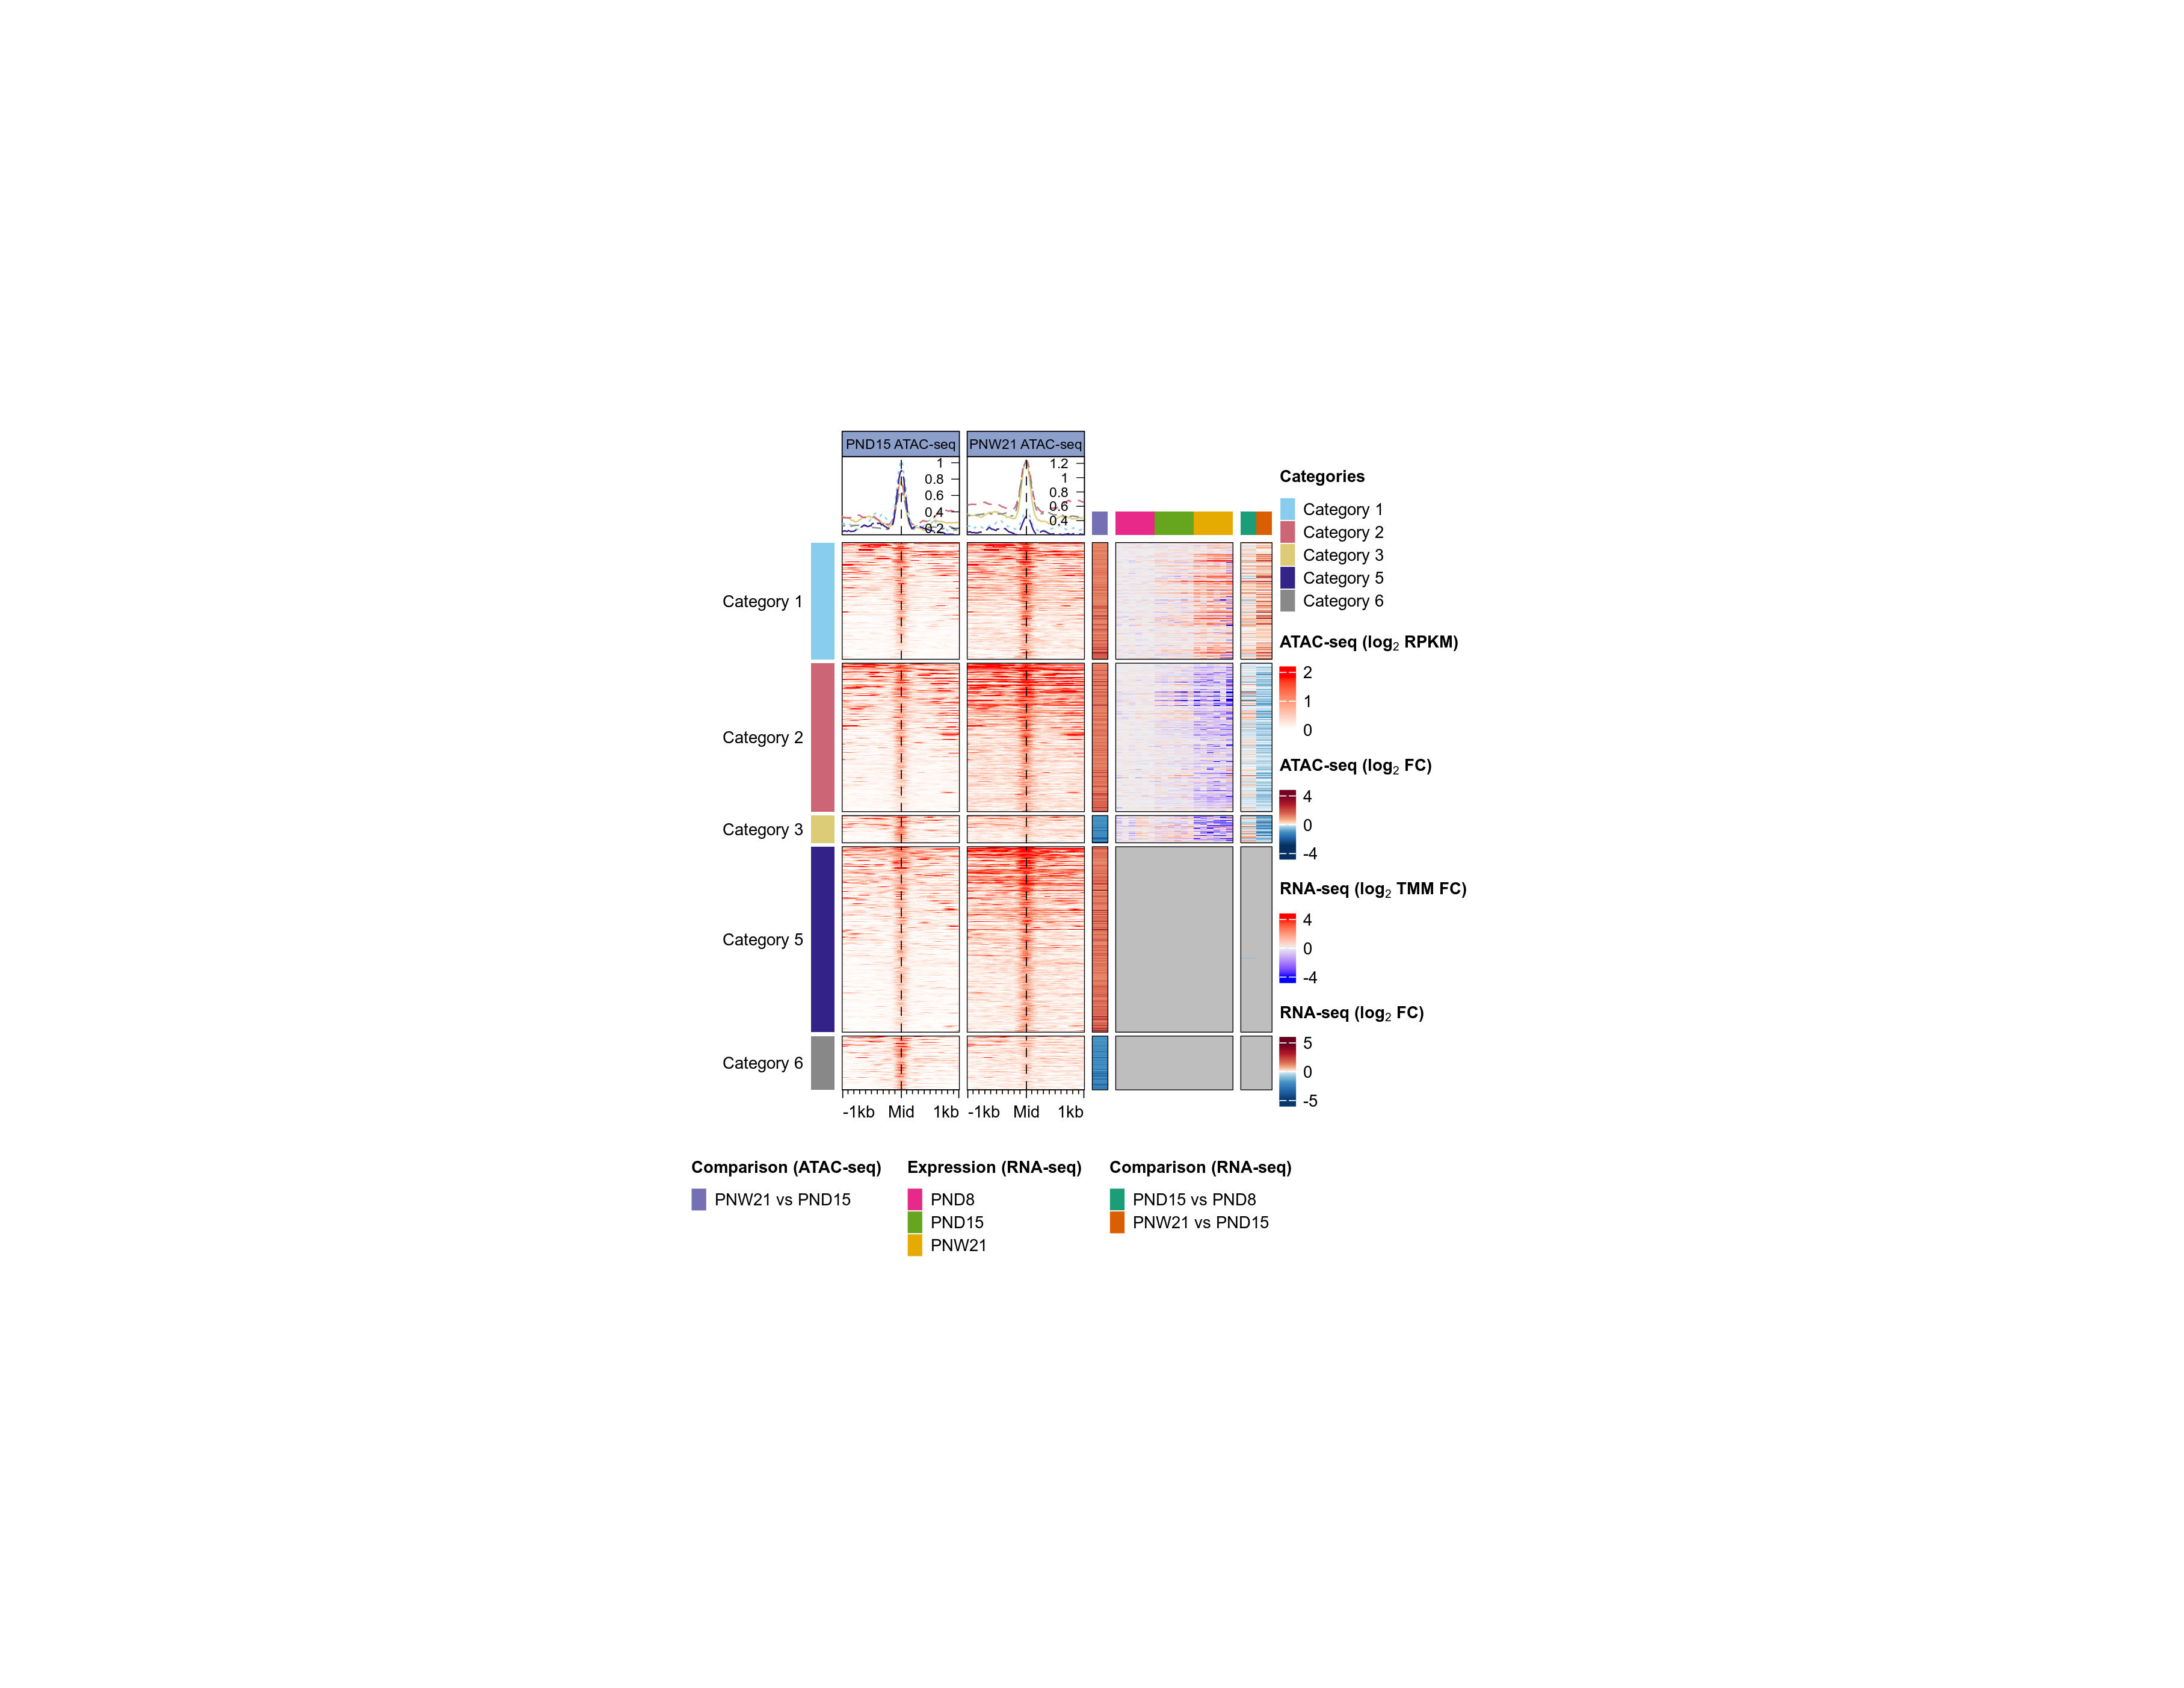 PND15 ATAC-seq PNW21 ATAC-seq
1
0.8
0.6
0.4
0.2
1.2
1
0.8
0.6
0.4
Category 1
Category 2
Category 3
Category 5
Category 6
-1kb Mid 1kb
-1kb Mid 1kb
Categories
Category 1
Category 2
Category 3
Category 5
Category 6
ATAC-seq (log2 RPKM)
2
1
0
ATAC-seq (log2 FC)
4
0
-4
RNA-seq (log2 TMM FC)
4
0
-4
RNA-seq (log2 FC)
5
0
-5
Comparison (ATAC-seq)
PNW21 vs PND15
Expression (RNA-seq)
PND8
PND15
PNW21
Comparison (RNA-seq)
PND15 vs PND8
PNW21 vs PND15